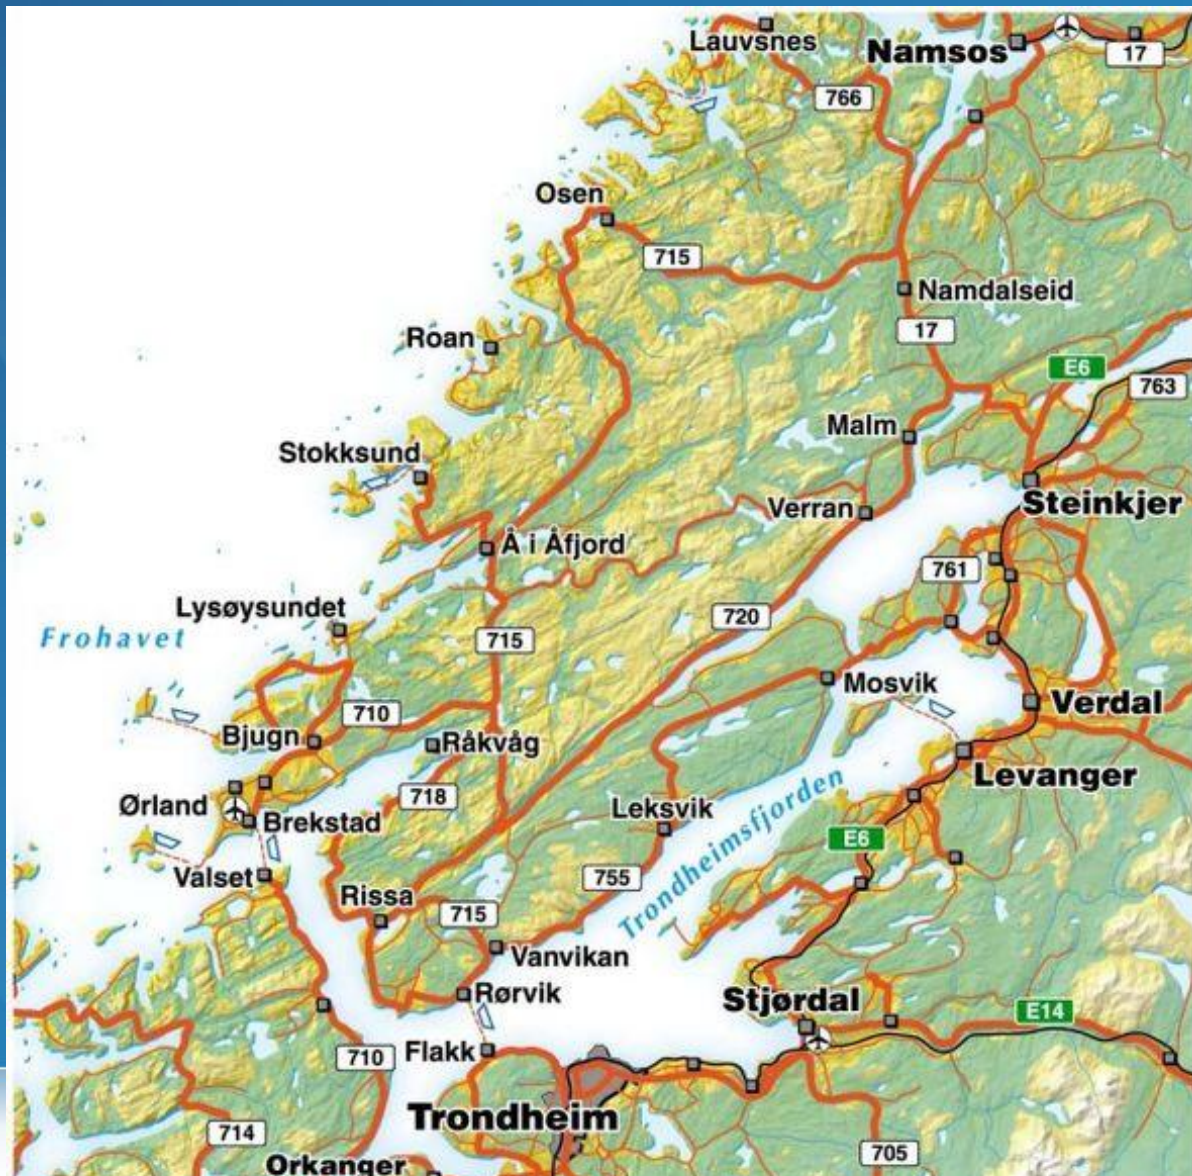 Lauvsnes
Namsos
17
766
Osen
715
Namdalseid
Roan
17
E6
763
Malm
Stokksund
Verran
Steinkjer
Å i Åfjord
761
Lysøysundet
720
Frohavet
715
Mosvik
Verdal
710
Bjugn
Råkvåg
Levanger
718
Ørland
Leksvik
Brekstad
E6
Trondheimsfjorden
Valset
755
Rissa
715
Vanvikan
Rørvik
Stjørdal
E14
Flakk
710
Trondheim
714
705
Orkanger